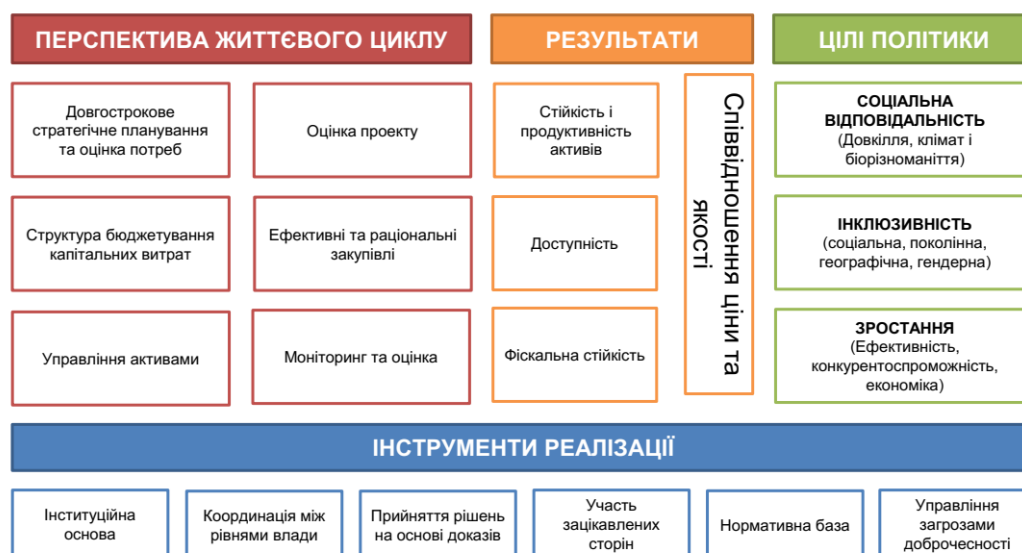 ПЕРСПЕКТИВА ЖИТТЄВОГО ЦИКЛУ
РЕЗУЛЬТАТИ
ЦІЛІ ПОЛІТИКИ
Довгострокове
стратегічне планування
та оцінка потреб
Оцінка проекту
Стійкість і
продуктивність
активів
Співвідношення ціни та
якості
СОЦІАЛЬНА
ВІДПОВІДАЛЬНІСТЬ
(Довкілля, клімат і
біорізноманіття)
Структура бюджетування
капітальних витрат
Ефективні та раціональні
закупівлі
Доступність
ІНКЛЮЗИВНІСТЬ
(соціальна, поколінна,
географічна, гендерна)
Управління активами
Моніторинг та оцінка
Фіскальна стійкість
ЗРОСТАННЯ
(Ефективність,
конкурентоспроможність,
економіка)
ІНСТРУМЕНТИ РЕАЛІЗАЦІЇ
Інституційна
основа
Координація між
рівнями влади
Прийняття рішень
на основі доказів
Участь
зацікавлених
сторін
Нормативна база
Управління
загрозами
доброчесності